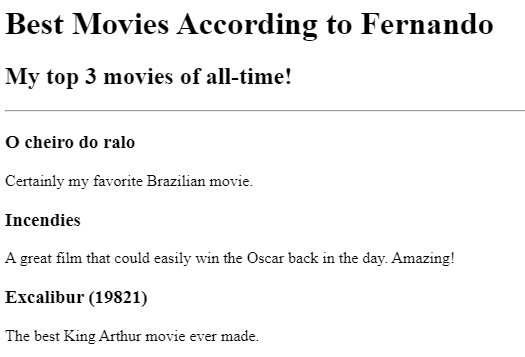 Best Movies According to Fernando
My top 3 movies of all-time!
O cheiro do ralo
Certainly my favorite Brazilian movie.
Incendies
A great film that could easily win the Oscar back in the day. Amazing!
Excalibur (19821)
The best King Arthur movie ever made.